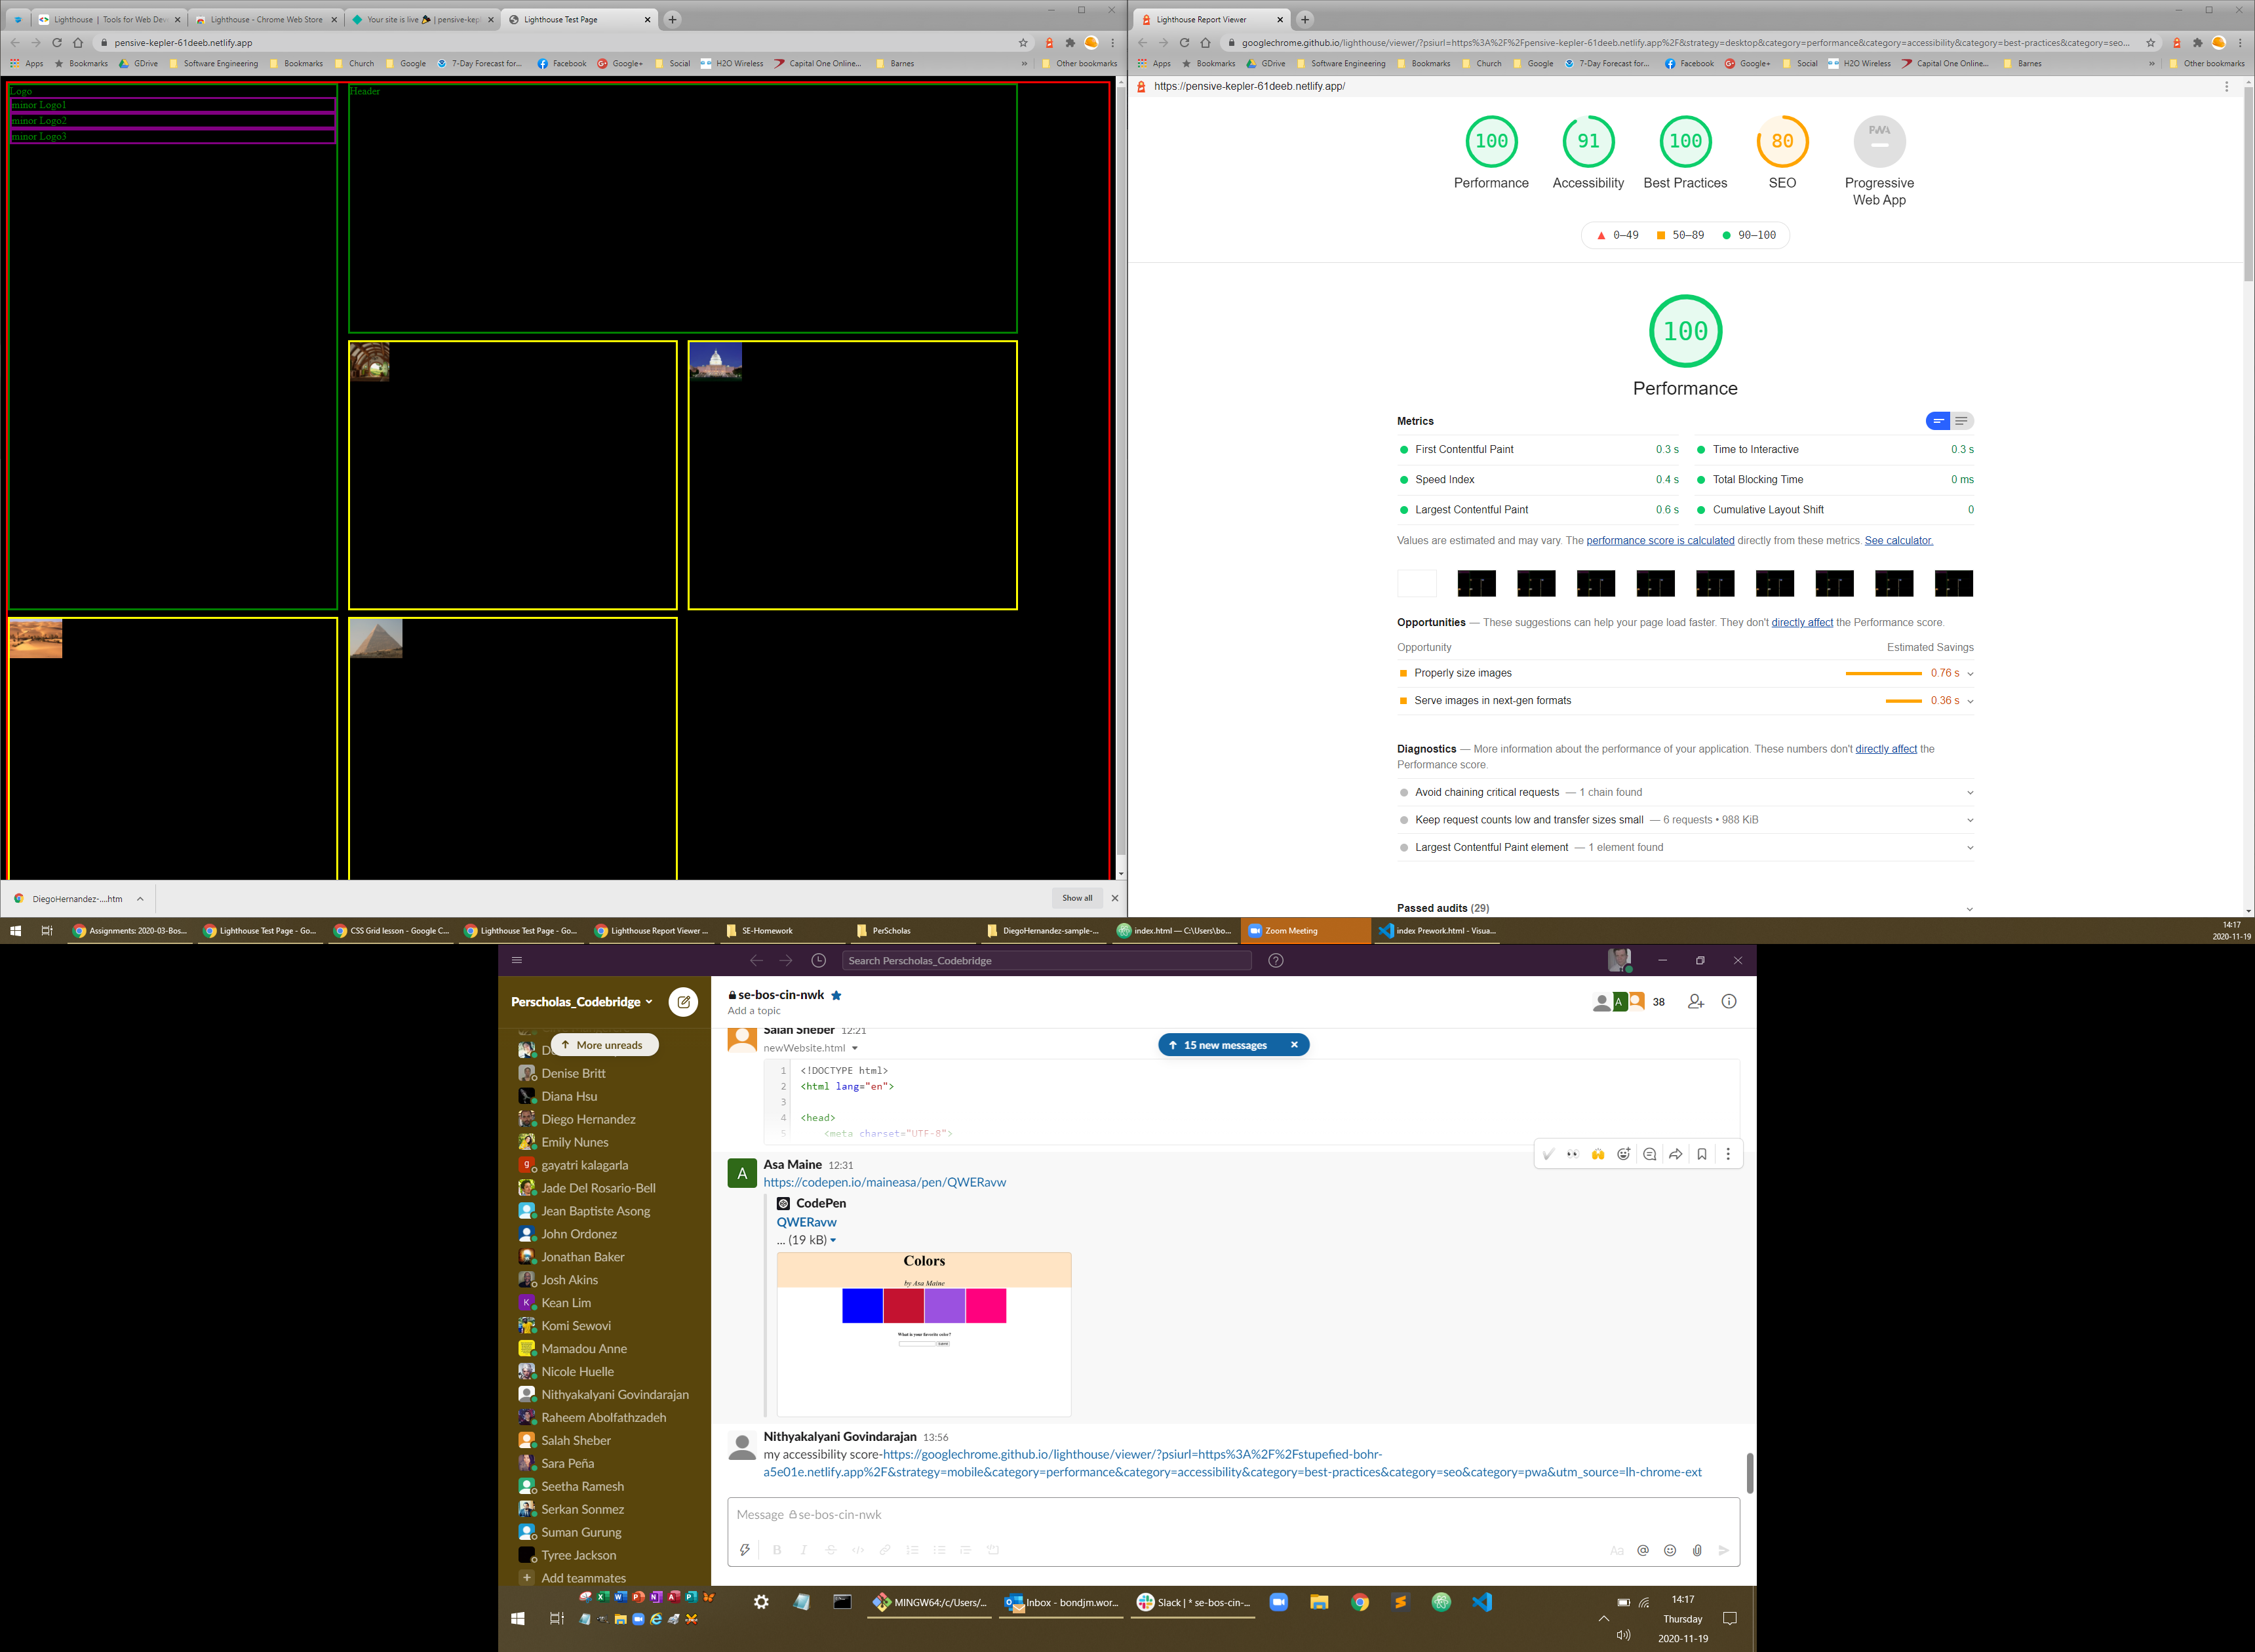 Lighthouse | Tools for Web Dev
Lighthouse - Chrome Web Store
Your site is live 🎉 | pensive-kepl
Lighthouse Test Page
pensive-kepler-61deeb.netlify.app
Apps
Bookmarks
GDrive
Software Engineering
Bookmarks
Church
Google
7-Day Forecast for...
Facebook
Google+
Social
H2O Wireless
Capital One Online...
Barnes
»
Other bookmarks
Logo
minor Logo1
minor Logo2
minor Logo3
Header
DiegoHernandez-....htm
Show all
Lighthouse Report Viewer
googlechrome.github.io/lighthouse/viewer/?psiurl=https%3A%2F%2Fpensive-kepler-61deeb.netlify.app%2F&strategy=desktop&category=performance&category=accessibility&category=best-practices&category=seo...
Apps
Bookmarks
GDrive
Software Engineering
Bookmarks
Church
Google
7-Day Forecast for...
Facebook
Google+
Social
H2O Wireless
Capital One Online...
Barnes
»
Other bookmarks
https://pensive-kepler-61deeb.netlify.app/
100
Performance
91
Accessibility
100
Best Practices
80
SEO
PWA
Progressive
Web App
0–49
50–89
90–100
100
Performance
Metrics
First Contentful Paint 0.3 s
Time to Interactive 0.3 s
Speed Index 0.4 s
Total Blocking Time 0 ms
Largest Contentful Paint 0.6 s
Cumulative Layout Shift 0
Values are estimated and may vary. The performance score is calculated directly from these metrics. See calculator.
Opportunities — These suggestions can help your page load faster. They don't directly affect the Performance score.
Opportunity Estimated Savings
Properly size images 0.76 s
Serve images in next-gen formats 0.36 s
Diagnostics — More information about the performance of your application. These numbers don't directly affect the
Performance score.
Avoid chaining critical requests — 1 chain found
Keep request counts low and transfer sizes small — 6 requests • 988 KiB
Largest Contentful Paint element — 1 element found
Passed audits (29)
Assignments: 2020-03-Bos...
Lighthouse Test Page - Go...
CSS Grid lesson - Google C...
Lighthouse Test Page - Goo...
Lighthouse Report Viewer ...
SE-Homework
PerScholas
DiegoHernandez-sample-...
index.html — C:\Users\bo...
Zoom Meeting
index Prework.html - Visua...
14:17
2020-11-19
Search Perscholas_Codebridge
Perscholas_Codebridge
More unreads
Denise Britt
Diana Hsu
Diego Hernandez
Emily Nunes
gayatri kalagarla
Jade Del Rosario-Bell
Jean Baptiste Asong
John Ordonez
Jonathan Baker
Josh Akins
Kean Lim
Komi Sewovi
Mamadou Anne
Nicole Huelle
Nithyakalyani Govindarajan
Raheem Abolfathzadeh
Salah Sheber
Sara Peña
Seetha Ramesh
Serkan Sonmez
Suman Gurung
Tyree Jackson
Add teammates
se-bos-cin-nwk
Add a topic
38
Salah Sheber 12:21
newWebsite.html
15 new messages
1 <!DOCTYPE html>
2 <html lang="en">
3
4 <head>
5 <meta charset="UTF-8">
A
Asa Maine 12:31
https://codepen.io/maineasa/pen/QWERavw
CodePen
QWERavw
... (19 kB)
Colors
by Asa Maine
What is your favorite color?
Nithyakalyani Govindarajan 13:56
my accessibility score-https://googlechrome.github.io/lighthouse/viewer/?psiurl=https%3A%2F%2Fstupefied-bohr-
a5e01e.netlify.app%2F&strategy=mobile&category=performance&category=accessibility&category=best-practices&category=seo&category=pwa&utm_source=lh-chrome-ext
Message se-bos-cin-nwk
MINGW64:/c/Users/...
Inbox - bondjm.wor...
Slack | * se-bos-cin-...
14:17
Thursday
2020-11-19